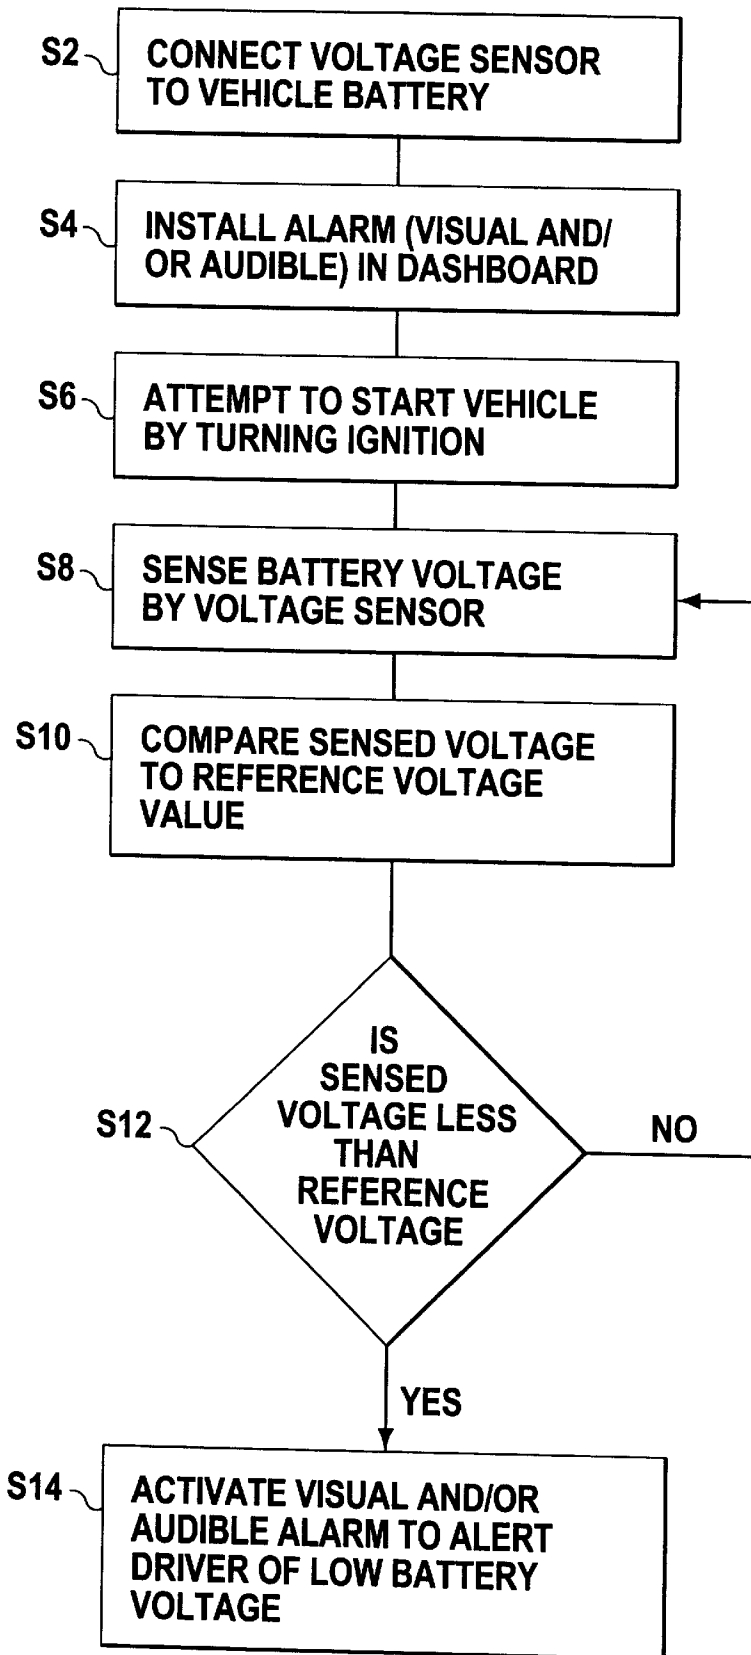 S2
CONNECT VOLTAGE SENSOR
TO VEHICLE BATTERY
S4
INSTALL ALARM (VISUAL AND/
OR AUDIBLE) IN DASHBOARD
S6
ATTEMPT TO START VEHICLE
BY TURNING IGNITION
S8
SENSE BATTERY VOLTAGE
BY VOLTAGE SENSOR
S10
COMPARE SENSED VOLTAGE
TO REFERENCE VOLTAGE
VALUE
S12
IS
SENSED
VOLTAGE LESS
THAN
REFERENCE
VOLTAGE
NO
YES
S14
ACTIVATE VISUAL AND/OR
AUDIBLE ALARM TO ALERT
DRIVER OF LOW BATTERY
VOLTAGE